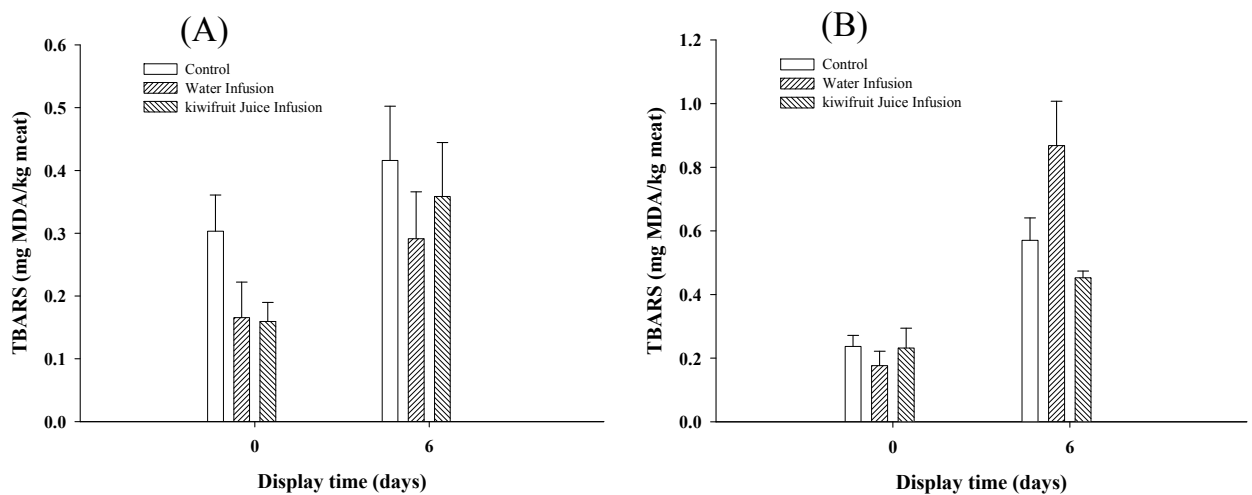 (A)
0.6
0.5
0.4
0.3
0.2
0.1
0.0
TBARS (mg MDA/kg meat)
Control
Water Infusion
kiwifruit Juice Infusion
0
6
Display time (days)
(B)
1.2
1.0
0.8
0.6
0.4
0.2
0.0
TBARS (mg MDA/kg meat)
Control
Water Infusion
kiwifruit Juice Infusion
0
6
Display time (days)